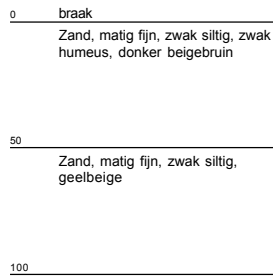 0 braak
Zand, matig fijn, zwak siltig, zwak
humeus, donker beigebruin
50
Zand, matig fijn, zwak siltig,
geelbeige
100